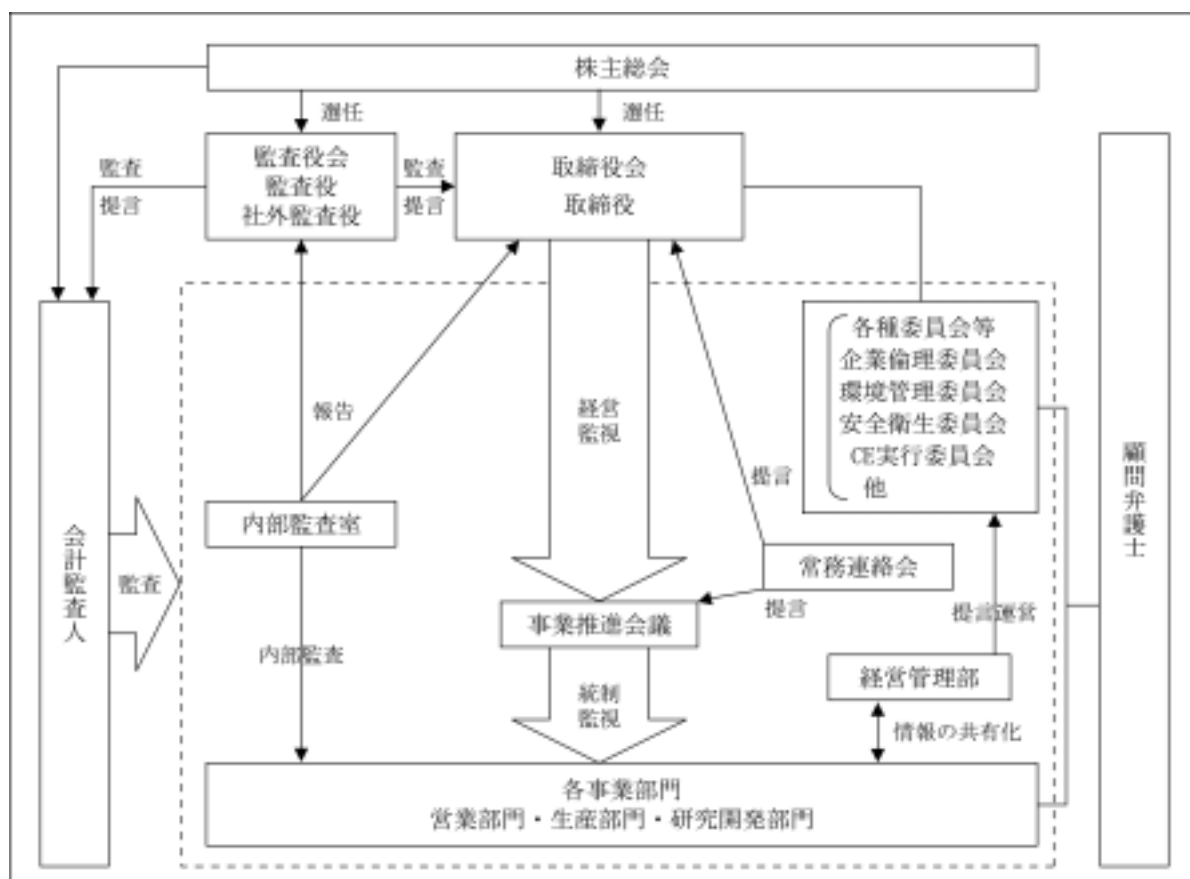 株主総会
選任
選任
監査役会
監査役
社外監査役
監査
提言
監査
提言
取締役会
取締役
各種委員会等
企業倫理委員会
環境管理委員会
安全衛生委員会
CE実行委員会
他
報告
経営
監視
提言
内部監査室
常務連絡会
提言
事業推進会議
提言運営
会計監査人
監査
内部監査
経営管理部
統制
監視
情報の共有化
各事業部門
営業部門・生産部門・研究開発部門
顧問弁護士